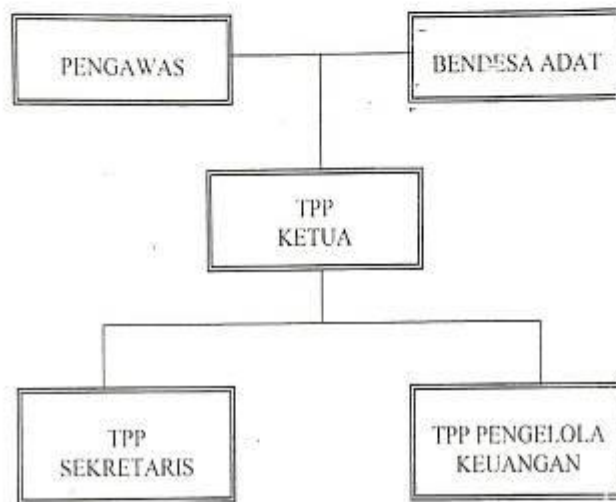 PENGAWAS
BENDESA ADAT
TPP
KETUA
TPP
SEKRETARIS
TPP PENGELOLA
KEUANGAN